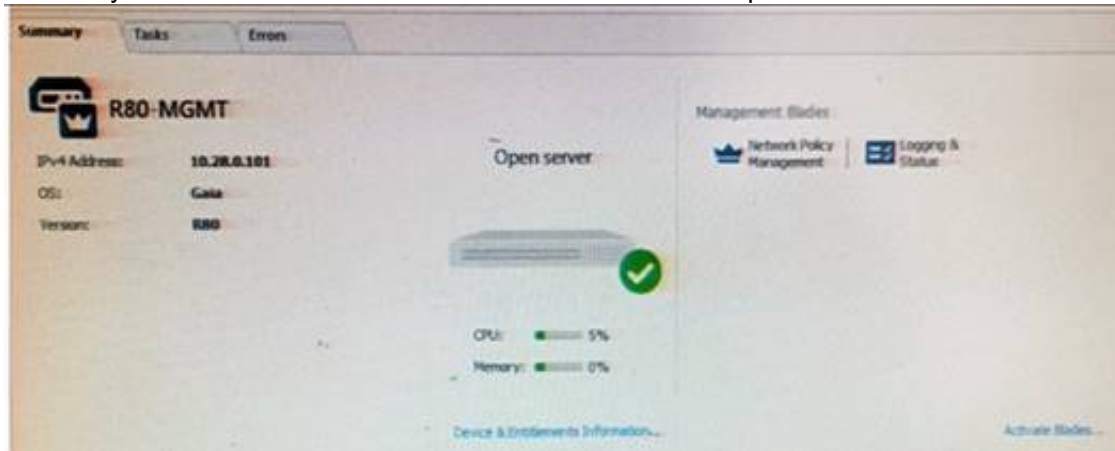 Summary
Tasks
Errors
R80-MGMT
IPv4 Address:
10.28.0.101
OS:
Gaia
Version:
R80
Open server
CPU:
5%
Memory:
0%
Device & Entitlements Information...
Management Blades
Network Policy
Management
Logging &
Status
Activate Blades...